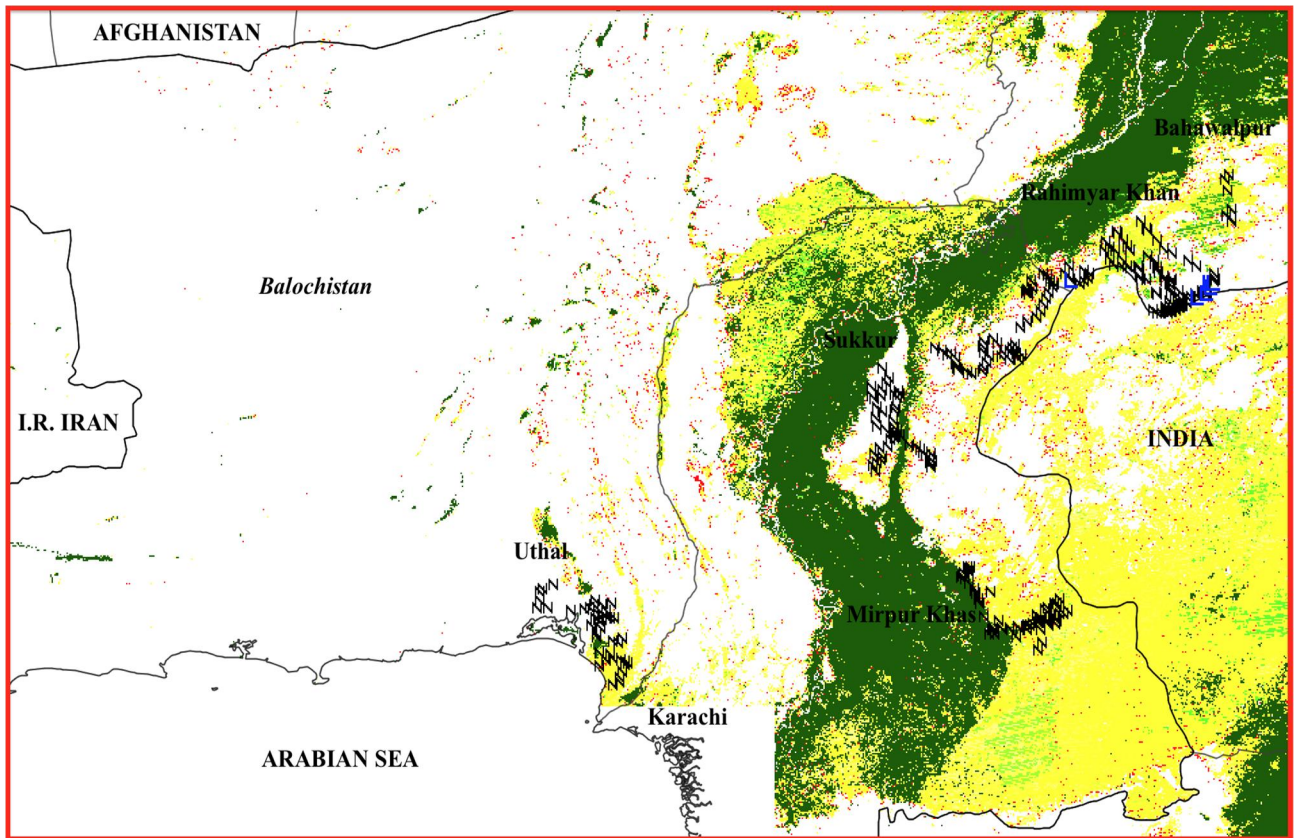 AFGHANISTAN
Bahawalpur
Rahimyar Khan
Balochistan
Sukkur
I.R. IRAN
INDIA
Uthal
Mirpur Khas
Karachi
ARABIAN SEA